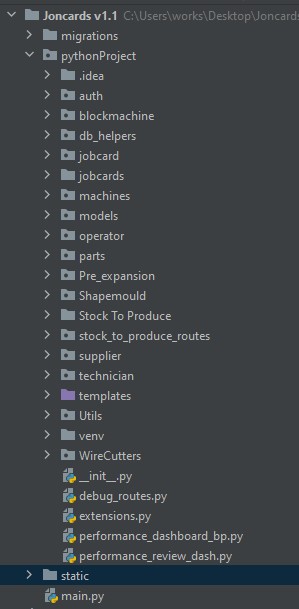 Joncards v1.1 C:\Users\works\Desktop\Joncards
migrations
pythonProject
.idea
auth
blockmachine
db_helpers
jobcard
jobcards
machines
models
operator
parts
Pre_expansion
Shapemould
Stock To Produce
stock_to_produce_routes
supplier
technician
templates
Utils
venv
WireCutters
__init__.py
debug_routes.py
extensions.py
performance_dashboard_bp.py
performance_review_dash.py
static
main.py